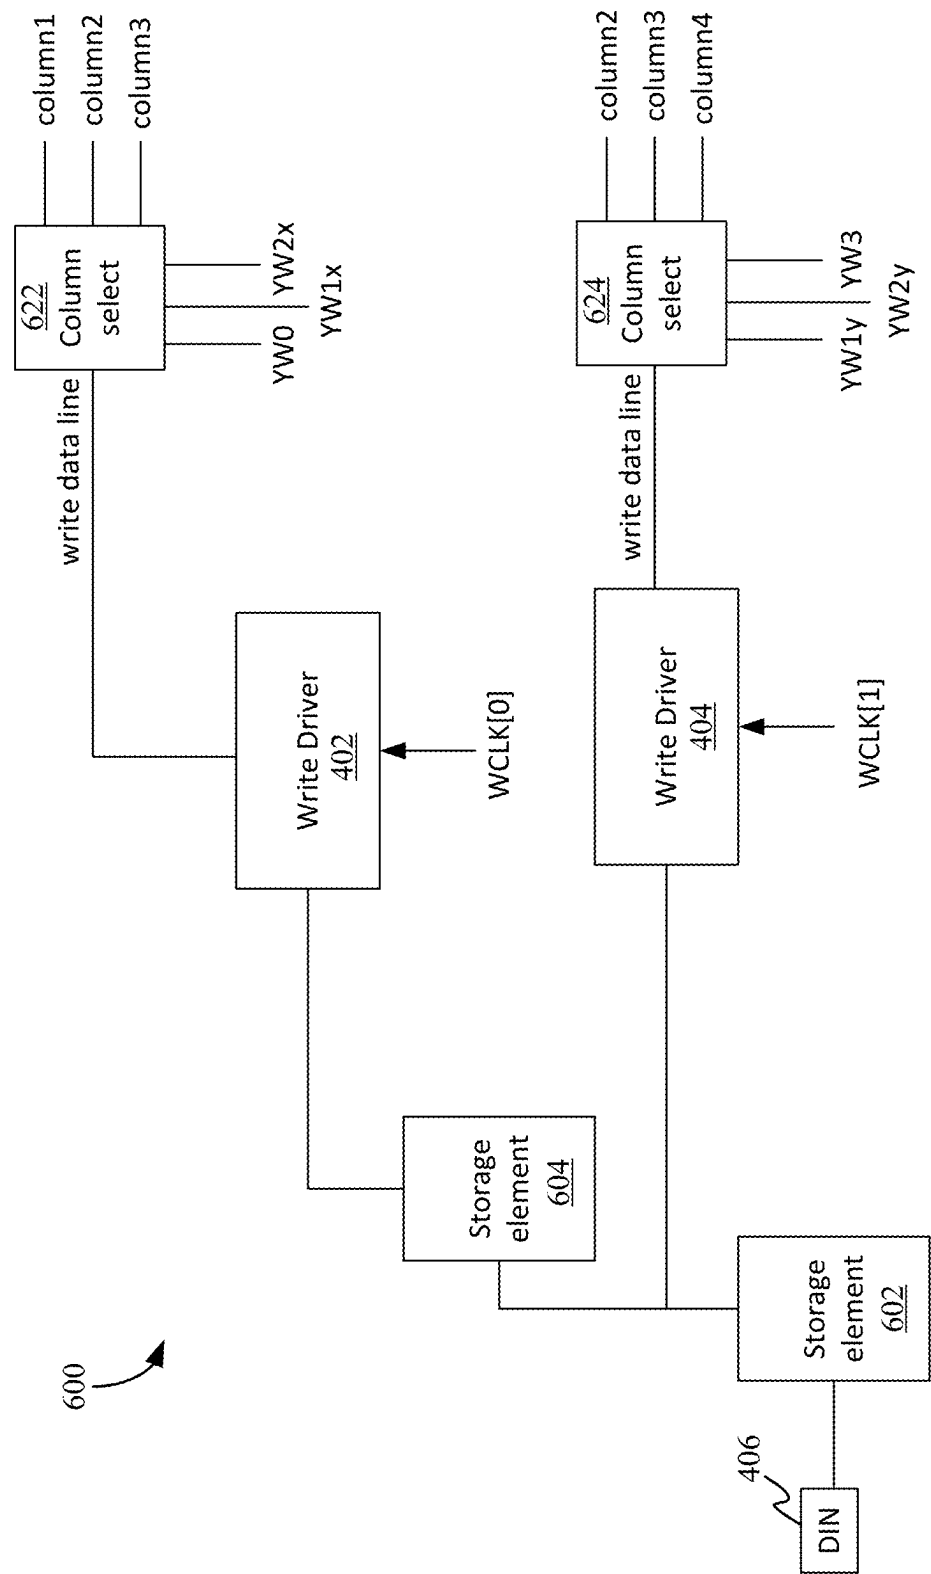 600
406
DIN
Storage
element
602
Storage
element
604
Write Driver
402
WCLK[0]
write data line
622
Column
select
YW0
YW1x
YW2x
column1
column2
column3
Write Driver
404
WCLK[1]
write data line
624
Column
select
YW1y
YW2y
YW3
column2
column3
column4